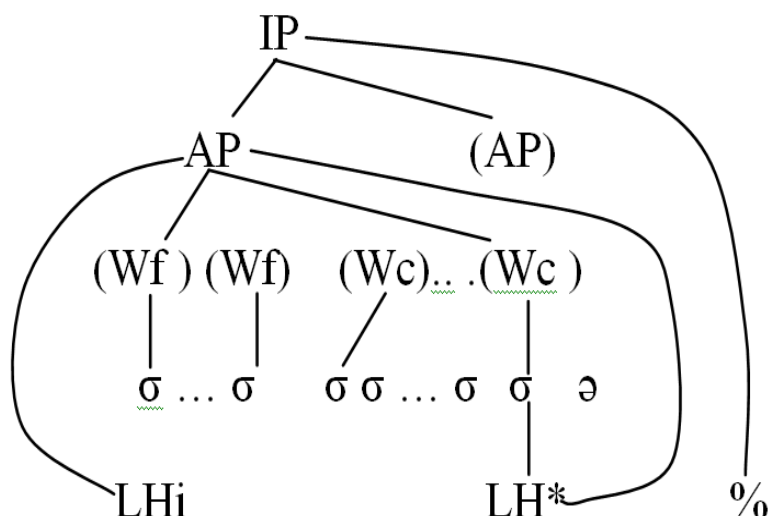 IP
AP (AP)
(Wf ) (Wf) (Wc).. .(Wc )
σ ... σ σ σ ... σ σ ə
LHi LH* %